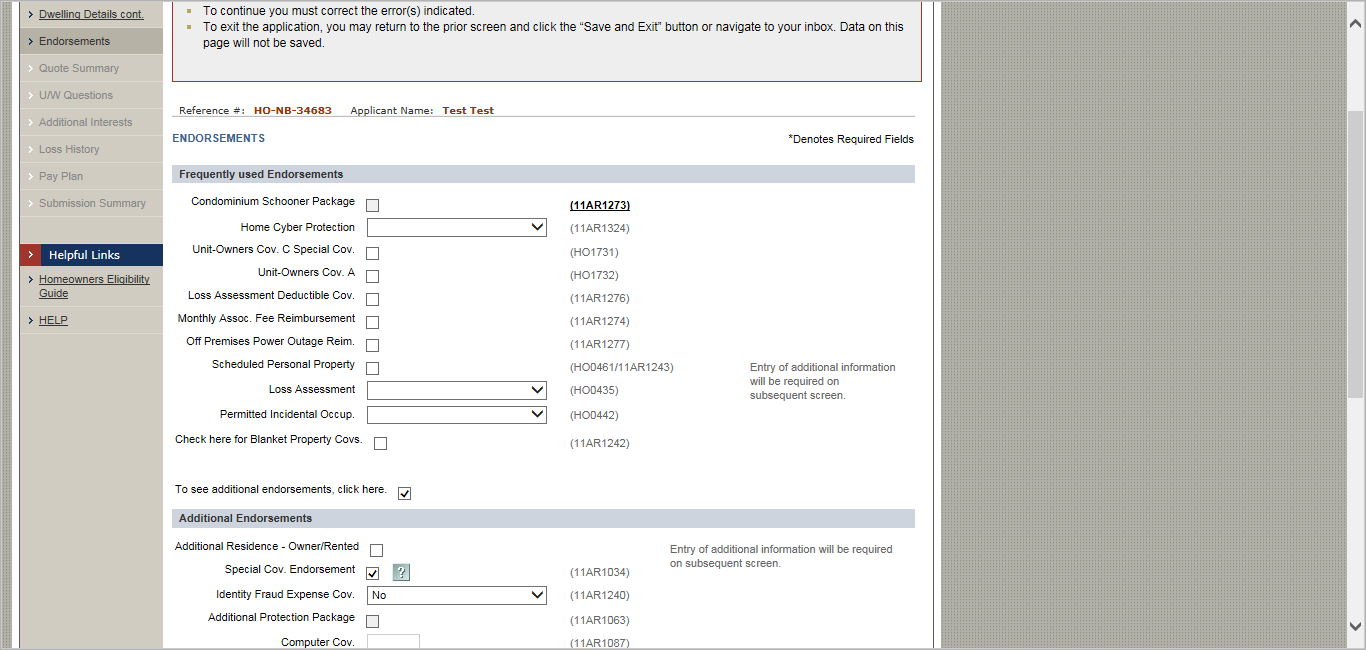 Dwelling Details cont.
Endorsements
Quote Summary
U/W Questions
Additional Interests
Loss History
Pay Plan
Submission Summary
Helpful Links
Homeowners Eligibility
Guide
HELP
To continue you must correct the error(s) indicated.
To exit the application, you may return to the prior screen and click the “Save and Exit” button or navigate to your inbox. Data on this
page will not be saved.
Reference #: HO-NB-34683 Applicant Name: Test Test
ENDORSEMENTS *Denotes Required Fields
Frequently used Endorsements
Condominium Schooner Package (11AR1273)
Home Cyber Protection (11AR1324)
Unit-Owners Cov. C Special Cov. (HO1731)
Unit-Owners Cov. A (HO1732)
Loss Assessment Deductible Cov. (11AR1276)
Monthly Assoc. Fee Reimbursement (11AR1274)
Off Premises Power Outage Reim. (11AR1277)
Scheduled Personal Property (HO0461/11AR1243) Entry of additional information
will be required on
subsequent screen.
Loss Assessment (HO0435)
Permitted Incidental Occup. (HO0442)
Check here for Blanket Property Covs. (11AR1242)
To see additional endorsements, click here.
Additional Endorsements
Additional Residence - Owner/Rented Entry of additional information will be required
on subsequent screen.
Special Cov. Endorsement ? (11AR1034)
Identity Fraud Expense Cov. No (11AR1240)
Additional Protection Package (11AR1063)
Computer Cov. (11AR1087)